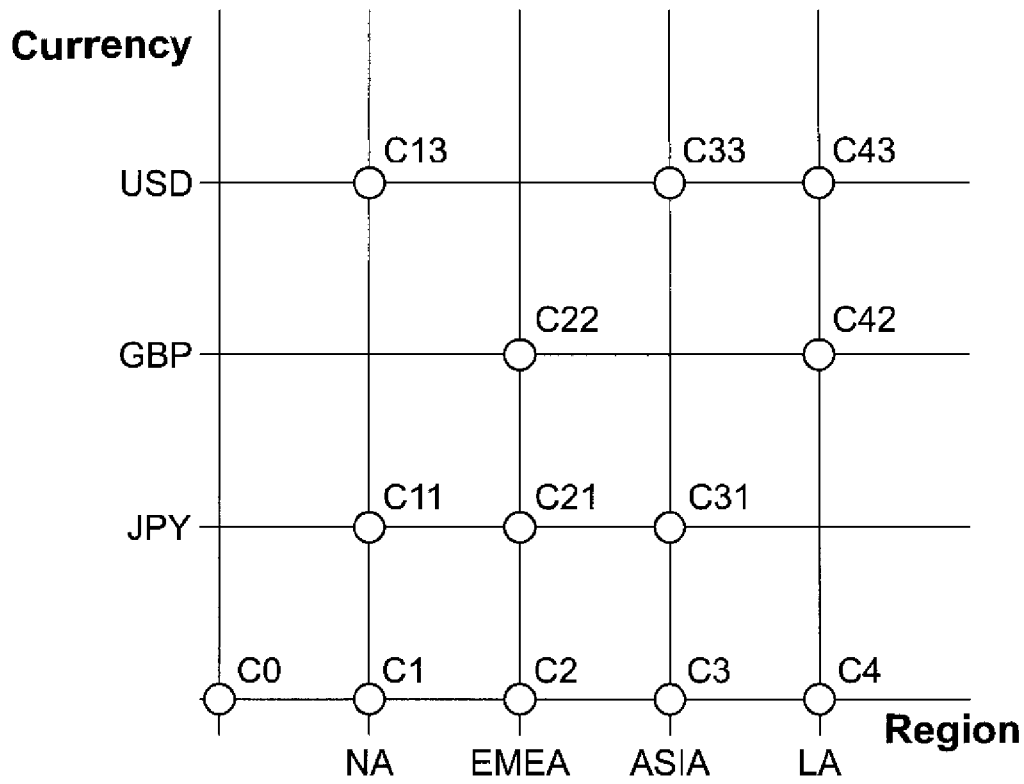 Currency
C13
C33
C43
USD
C22
C42
GBP
C11
C21
C31
JPY
C0
C1
C2
C3
C4
Region
NA
EMEA
ASIA
LA